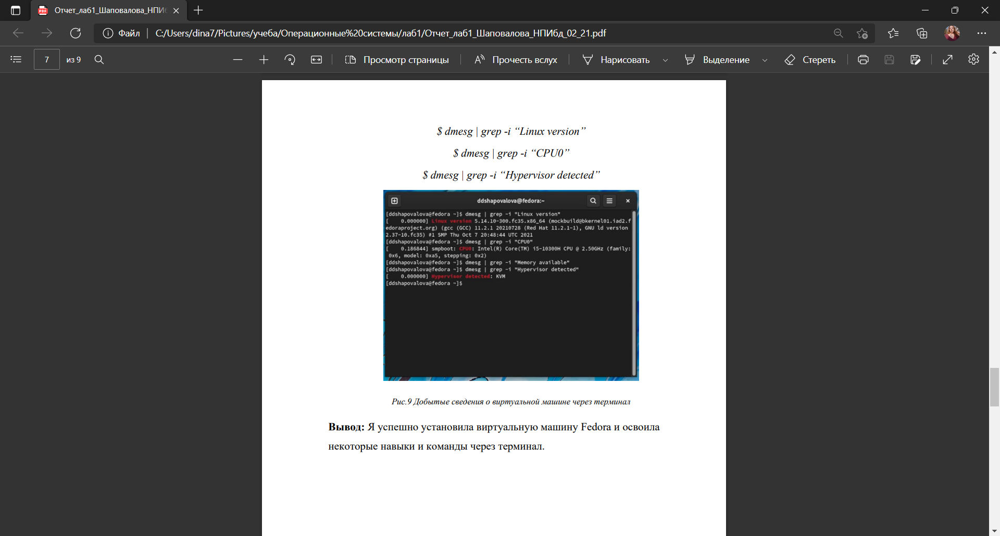 Отчет_лаб1_Шаповалова_НПИб
Файл
C:/Users/dina7/Pictures/учеба/Операционные%20системы/лаб1/Отчет_лаб1_Шаповалова_НПИбд_02_21.pdf
7 из 9
Просмотр страницы
Прочесть вслух
Нарисовать
Выделение
Стереть
$ dmesg | grep -i “Linux version”
$ dmesg | grep -i “CPU0”
$ dmesg | grep -i “Hypervisor detected”
ddshapovalova@fedora:~
[ddshapovalova@fedora ~]$ dmesg | grep -i "Linux version"
[    0.000000] Linux version 5.14.10-300.fc35.x86_64 (mockbuild@bkernel01.iad2.f
edoraproject.org) (gcc (GCC) 11.2.1 20210728 (Red Hat 11.2.1-1), GNU ld version
2.37-10.fc35) #1 SMP Thu Oct 7 20:48:44 UTC 2021
[ddshapovalova@fedora ~]$ dmesg | grep -i "CPU0"
[    0.186844] smpboot: CPU0: Intel(R) Core(TM) i5-10300H CPU @ 2.50GHz (family:
0x6, model: 0xa5, stepping: 0x2)
[ddshapovalova@fedora ~]$ dmesg | grep -i "Memory available"
[ddshapovalova@fedora ~]$ dmesg | grep -i "Hypervisor detected"
[    0.000000] Hypervisor detected: KVM
[ddshapovalova@fedora ~]$
Рис.9 Добытые сведения о виртуальной машине через терминал
Вывод: Я успешно установила виртуальную машину Fedora и освоила
некоторые навыки и команды через терминал.